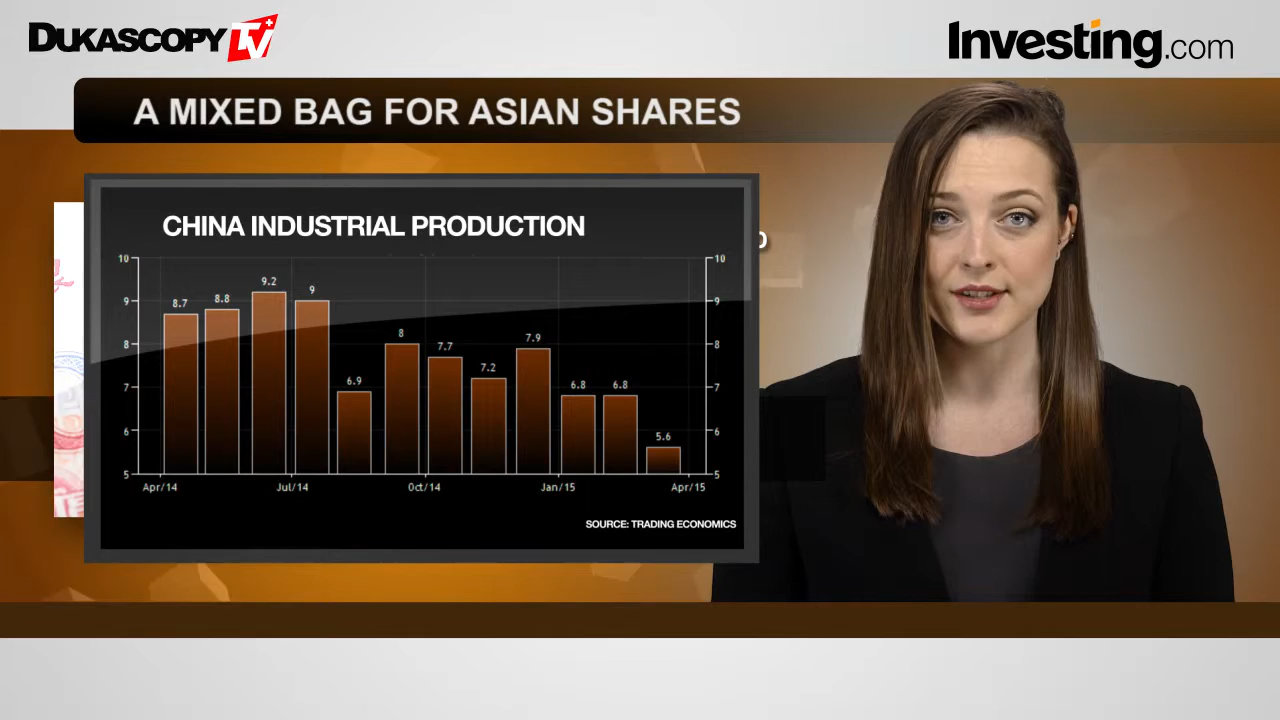 DUKASCOPY TV
Investing.com
A MIXED BAG FOR ASIAN SHARES
CHINA INDUSTRIAL PRODUCTION
10
10
9.2
9
8.8
8.7
9
9
8
7.9
7.7
8
8
7.2
6.9
6.8
6.8
7
7
5.6
6
6
5
5
Apr/14
Jul/14
Oct/14
Jan/15
Apr/15
SOURCE: TRADING ECONOMICS